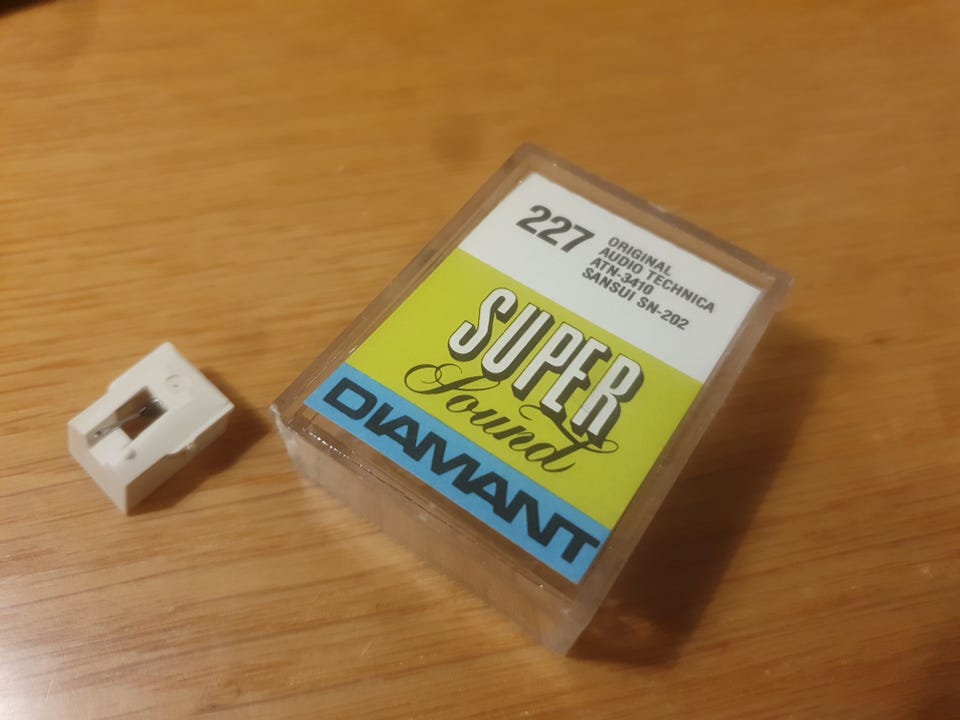 227
ORIGINAL
AUDIO TECHNICA
ATN-3410
SANSUI SN-202
SUPER
Sound
DIAMANT